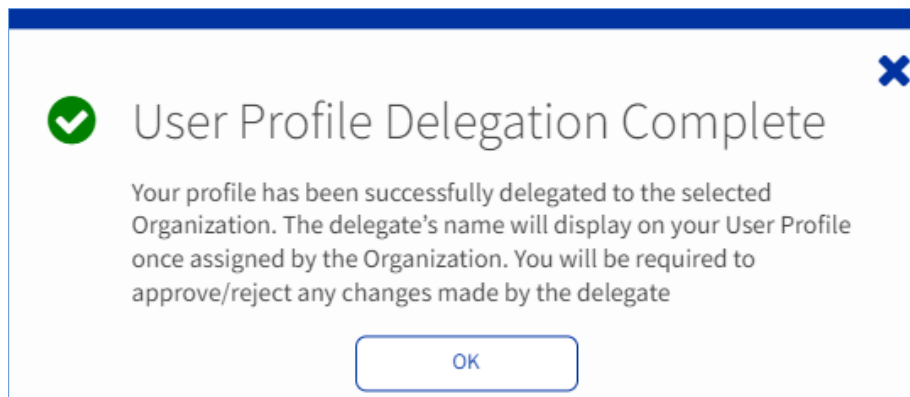 User Profile Delegation Complete
Your profile has been successfully delegated to the selected
Organization. The delegate’s name will display on your User Profile
once assigned by the Organization. You will be required to
approve/reject any changes made by the delegate
OK